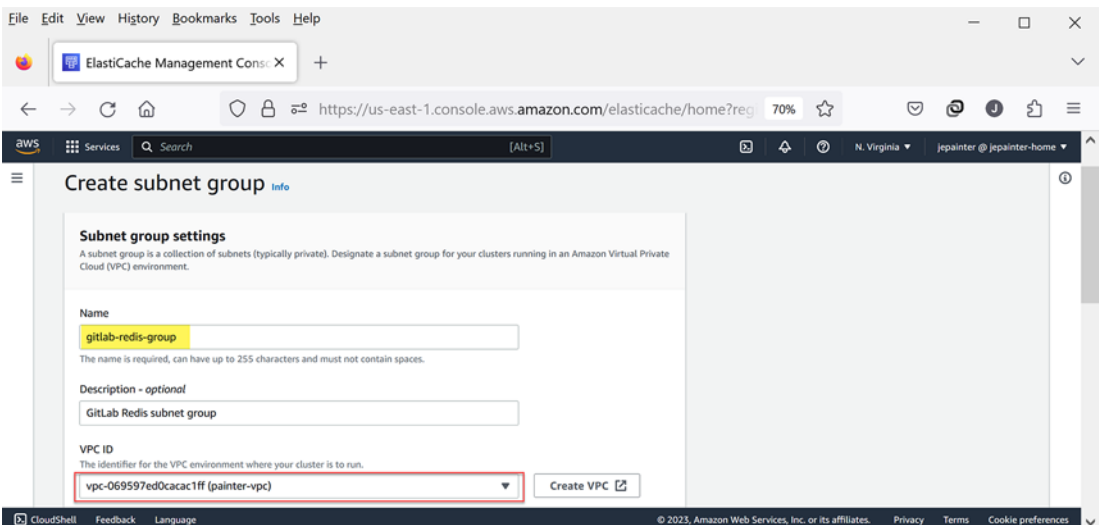 File Edit View History Bookmarks Tools Help
ElastiCache Management Consc
https://us-east-1.console.aws.amazon.com/elasticache/home?reg 70%
aws Services Search [Alt+S] N. Virginia jepainter @ jepainter-home
Create subnet group Info
Subnet group settings
A subnet group is a collection of subnets (typically private). Designate a subnet group for your clusters running in an Amazon Virtual Private
Cloud (VPC) environment.
Name
gitlab-redis-group
The name is required, can have up to 255 characters and must not contain spaces.
Description - optional
GitLab Redis subnet group
VPC ID
The identifier for the VPC environment where your cluster is to run.
vpc-069597ed0cacac1ff (painter-vpc) Create VPC
CloudShell Feedback Language © 2023, Amazon Web Services, Inc. or its affiliates. Privacy Terms Cookie preferences